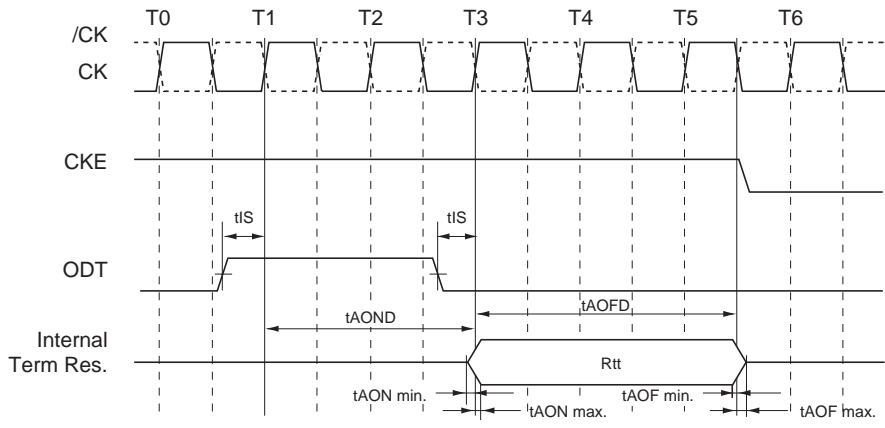 T0 T1 T2 T3 T4 T5 T6
/CK
CK
CKE
tIS tIS
ODT
tAOND tAOFD
Internal
Term Res.
Rtt
tAON min. tAOF min.
tAON max. tAOF max.